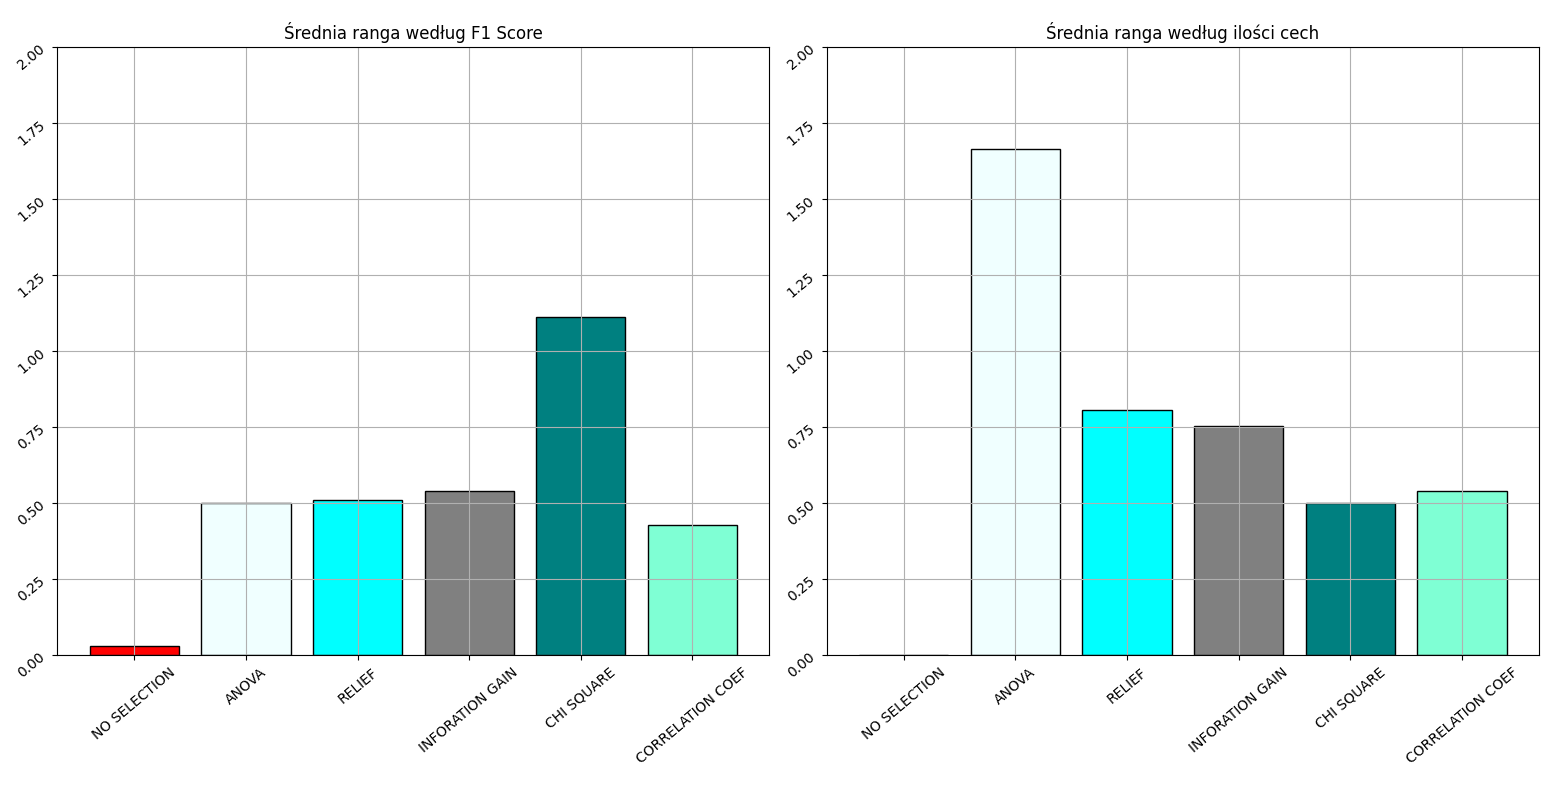 Średnia ranga według F1 Score
2.00
1.75
1.50
1.25
1.00
0.75
0.50
0.25
0.00
NO SELECTION
ANOVA
RELIEF
INFORATION GAIN
CHI SQUARE
CORRELATION COEF
Średnia ranga według ilości cech
2.00
1.75
1.50
1.25
1.00
0.75
0.50
0.25
0.00
NO SELECTION
ANOVA
RELIEF
INFORATION GAIN
CHI SQUARE
CORRELATION COEF